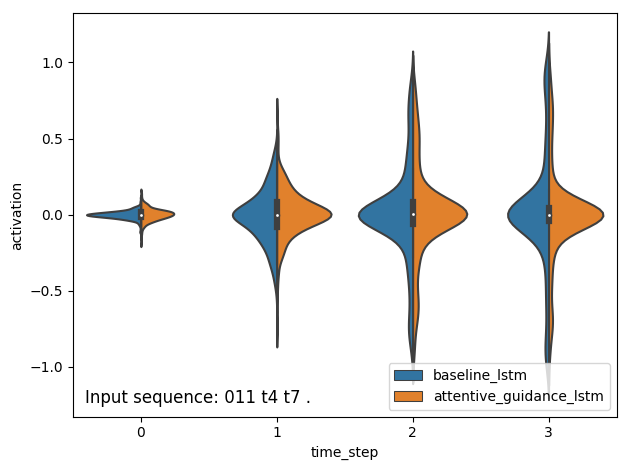 1.0
0.5
0.0
−0.5
−1.0
activation
Input sequence: 011 t4 t7 .
baseline_lstm
attentive_guidance_lstm
0 1 2 3
time_step